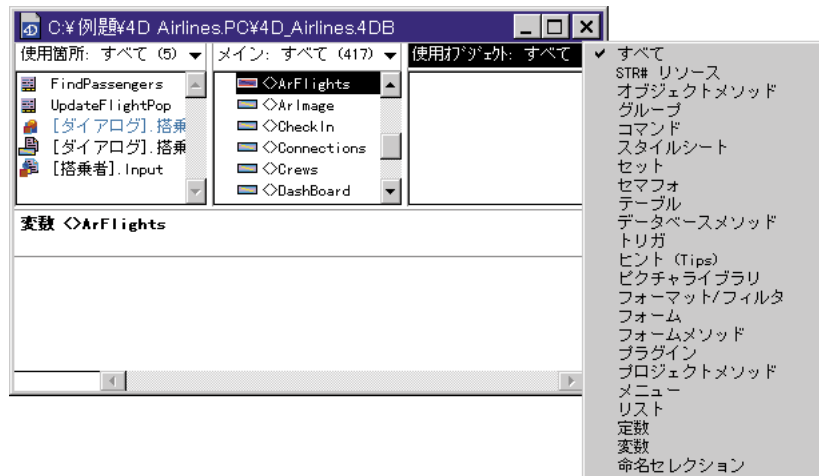 C:¥例題¥4D Airlines.PC¥4D_Airlines.4DB
使用箇所: すべて (5)
メイン: すべて (417)
使用ｵﾌﾞｼﾞｪｸﾄ: すべて
FindPassengers
UpdateFlightPop
[ダイアログ].搭乗
[ダイアログ].搭乗
[搭乗者].Input
<>ArFlights
<>ArImage
<>CheckIn
<>Connections
<>Crews
<>DashBoard
変数 <>ArFlights
✓ すべて
STR# リソース
オブジェクトメソッド
グループ
コマンド
スタイルシート
セット
セマフォ
テーブル
データベースメソッド
トリガ
ヒント (Tips)
ピクチャライブラリ
フォーマット/フィルタ
フォーム
フォームメソッド
プラグイン
プロジェクトメソッド
メニュー
リスト
定数
変数
命名セレクション